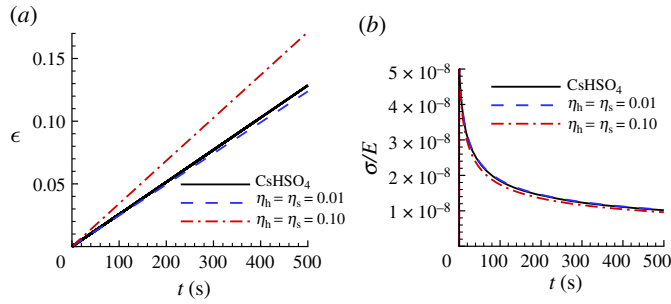 (a)
0.15
0.10
ϵ
0.05
CsHSO₄
ηₕ = ηₛ = 0.01
ηₕ = ηₛ = 0.10
0 100 200 300 400 500
t (s)
(b)
5 × 10⁻⁸
4 × 10⁻⁸
3 × 10⁻⁸
σ/E
2 × 10⁻⁸
1 × 10⁻⁸
CsHSO₄
ηₕ = ηₛ = 0.01
ηₕ = ηₛ = 0.10
0 100 200 300 400 500
t (s)